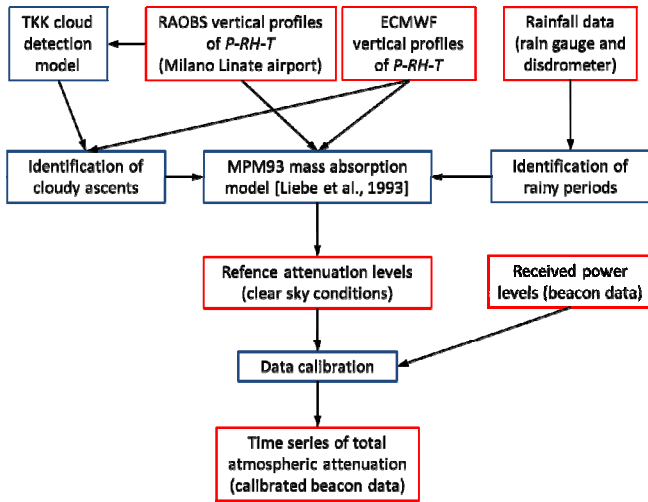 TKK cloud
detection
model
RAOBS vertical profiles
of P-RH-T
(Milano Linate airport)
ECMWF
vertical profiles
of P-RH-T
Rainfall data
(rain gauge and
disdrometer)
Identification of
cloudy ascents
MPM93 mass absorption
model [Liebe et al., 1993]
Identification of
rainy periods
Refence attenuation levels
(clear sky conditions)
Received power
levels (beacon data)
Data calibration
Time series of total
atmospheric attenuation
(calibrated beacon data)